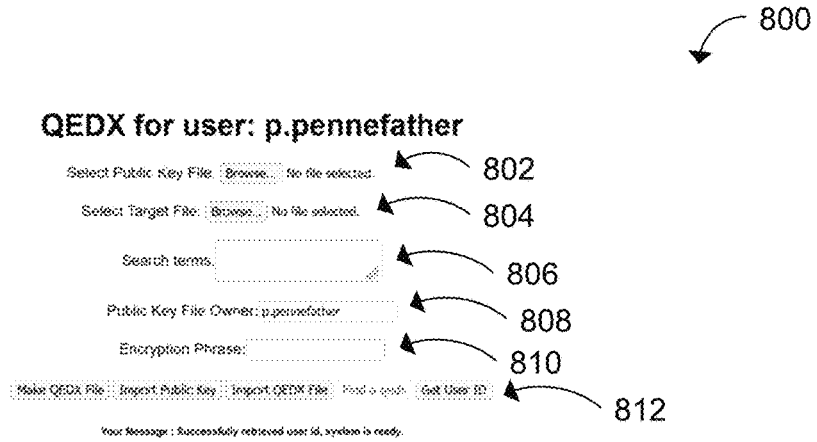 800
QEDX for user: p.pennefather
Select Public Key File: Browse... No file selected.
802
Select Target File: Browse... No file selected.
804
Search terms:
806
Public Key File Owner: p.pennefather
808
Encryption Phrase:
810
Make QEDX File Import Public Key Import QEDX File Find a qedx Get User ID
812
Your Message : Successfully retrieved user id, system is ready.